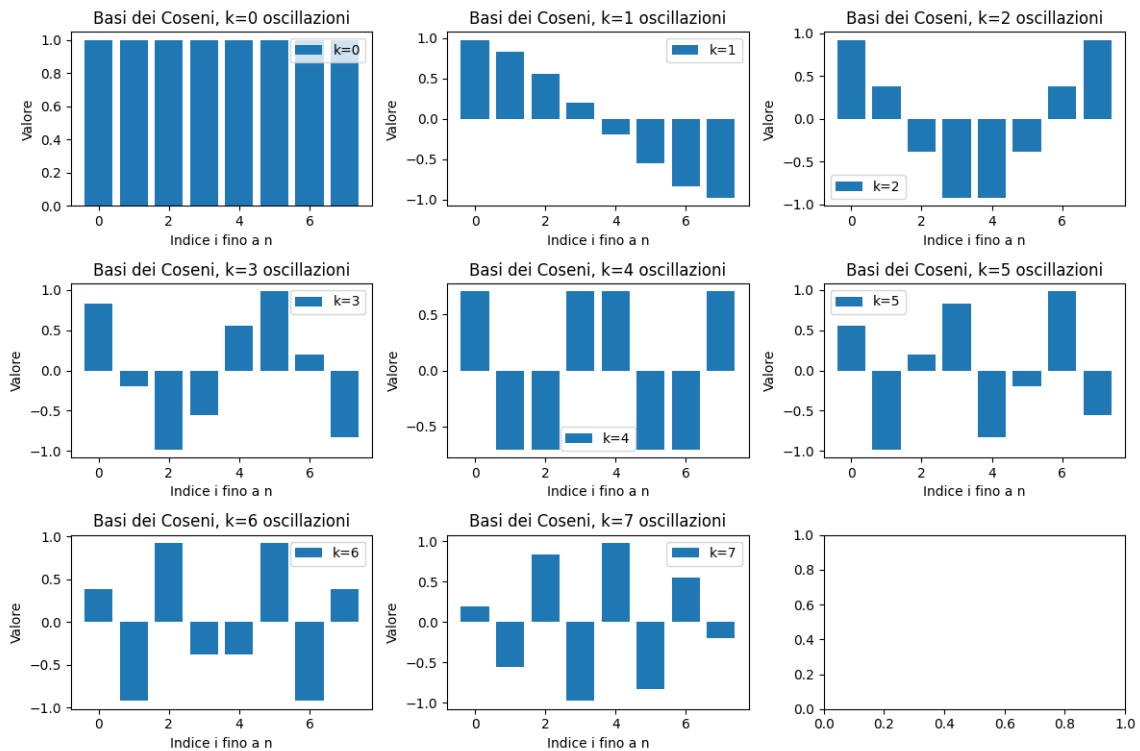 Basi dei Coseni, k=0 oscillazioni
1.0
0.8
0.6
0.4
0.2
0.0
Valore
k=0
0 2 4 6
Indice i fino a n
Basi dei Coseni, k=1 oscillazioni
1.0
0.5
0.0
−0.5
−1.0
Valore
k=1
0 2 4 6
Indice i fino a n
Basi dei Coseni, k=2 oscillazioni
1.0
0.5
0.0
−0.5
−1.0
Valore
k=2
0 2 4 6
Indice i fino a n
Basi dei Coseni, k=3 oscillazioni
1.0
0.5
0.0
−0.5
−1.0
Valore
k=3
0 2 4 6
Indice i fino a n
Basi dei Coseni, k=4 oscillazioni
0.5
0.0
−0.5
Valore
k=4
0 2 4 6
Indice i fino a n
Basi dei Coseni, k=5 oscillazioni
1.0
0.5
0.0
−0.5
−1.0
Valore
k=5
0 2 4 6
Indice i fino a n
Basi dei Coseni, k=6 oscillazioni
1.0
0.5
0.0
−0.5
−1.0
Valore
k=6
0 2 4 6
Indice i fino a n
Basi dei Coseni, k=7 oscillazioni
1.0
0.5
0.0
−0.5
−1.0
Valore
k=7
0 2 4 6
Indice i fino a n
1.0
0.8
0.6
0.4
0.2
0.0
0.0 0.2 0.4 0.6 0.8 1.0